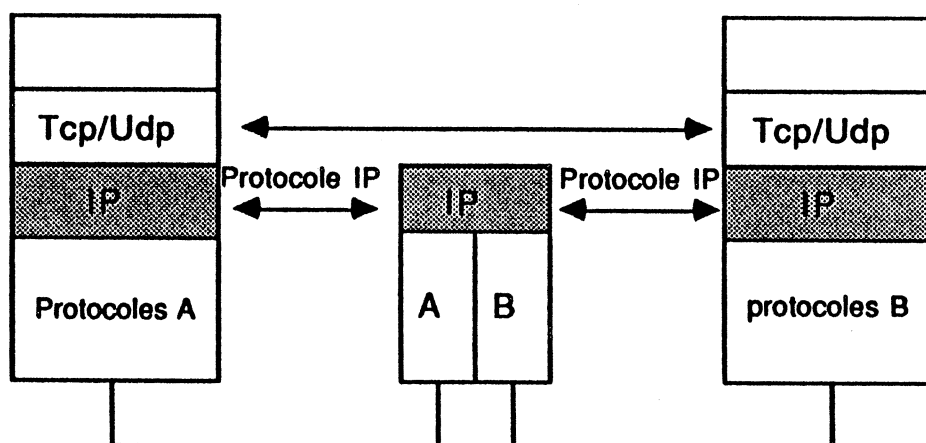 Tcp/Udp
Tcp/Udp
Protocole IP
Protocole IP
IP
IP
IP
Protocoles A
A
B
protocoles B